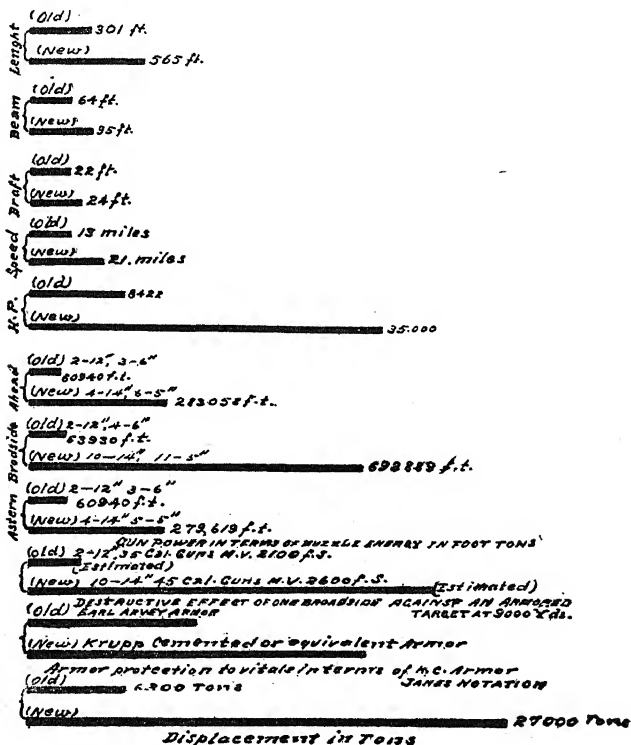 Lenght
(Old)
301 ft.
(New)
565 ft.
Beam
(Old)
64 ft.
(New)
95 ft.
Draft
(Old)
22 ft.
(New)
24 ft.
Speed
(Old)
13 miles
(New)
21. miles
H.P.
(Old)
8422
(New)
35.000
Ahead
(Old) 2-12", 3-6"
60940 f.t.
(New) 4-14", 5-5"
283058 f.t.
Brodside
(Old) 2-12", 4-6"
63930 f.t.
(New) 10-14", 11-5"
692889 f.t.
Astern
(Old) 2-12" 3-6"
60940 f.t.
(New) 4-14" 5-5"
279,619 f.t.
GUN POWER IN TERMS OF MUZZLE ENERGY IN FOOT TONS
(Old) 2-12", 35 Cal. Guns M.V. 2100 f.S.
(Estimated)
(New) 10-14" 45 Cal. Guns M.V. 2600 f.S.
(Estimated)
DESTRUCTIVE EFFECT OF ONE BROADSIDE AGAINST AN ARMORED
TARGET AT 9000 Yds.
(Old) EARL ARVEY ARMOR
(New) Krupp Cemented or equivalent Armor
Armor protection to vitals in terms of K.C. Armor
JANES NOTATION
(Old)
6300 Tons
(New)
27000 Tons
Displacement in Tons